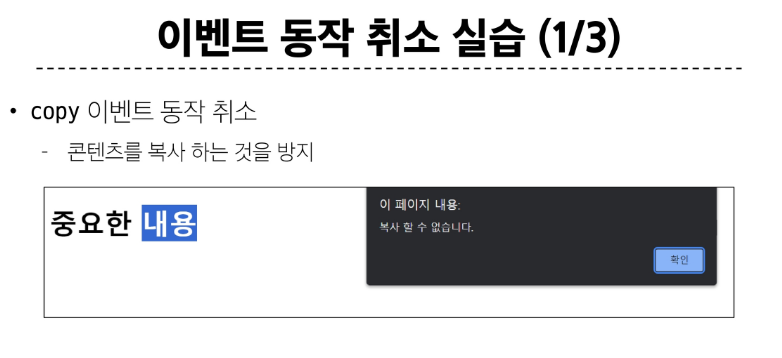 이벤트 동작 취소 실습 (1/3)
• copy 이벤트 동작 취소
- 콘텐츠를 복사 하는 것을 방지
중요한 내용
이 페이지 내용:
복사 할 수 없습니다.
확인